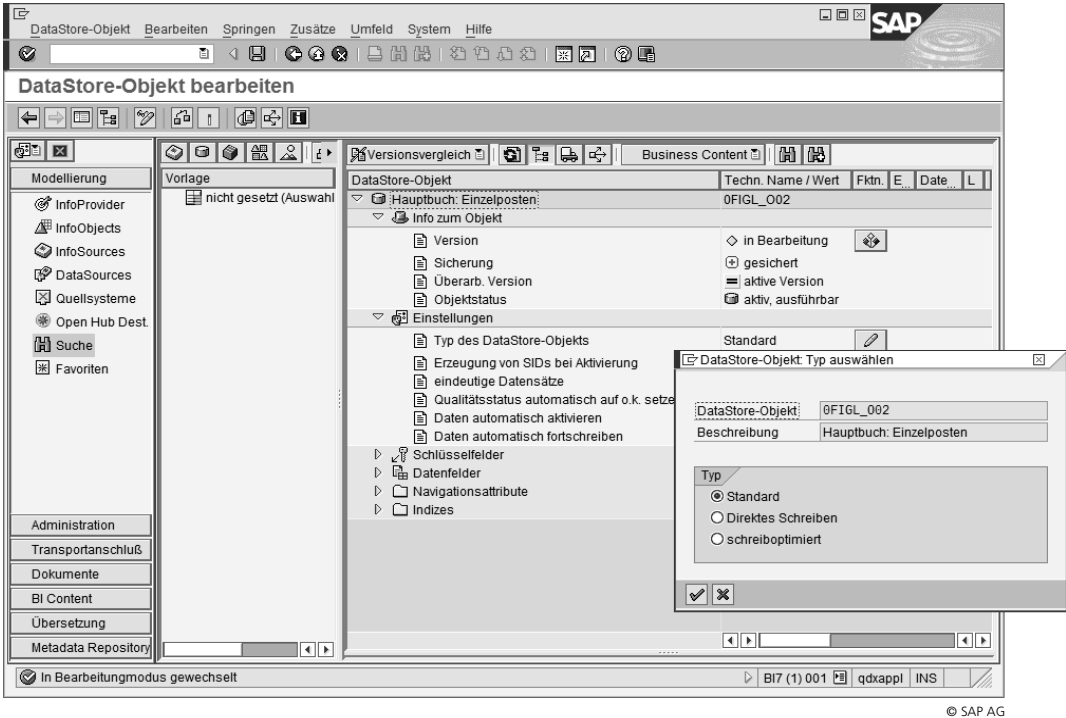 DataStore-Objekt Bearbeiten Springen Zusätze Umfeld System Hilfe
SAP
DataStore-Objekt bearbeiten
Versionsvergleich Business Content
Modellierung
InfoProvider
InfoObjects
InfoSources
DataSources
Quellsysteme
Open Hub Dest.
Suche
Favoriten
Administration
Transportanschluß
Dokumente
BI Content
Übersetzung
Metadata Repository
Vorlage
nicht gesetzt (Auswahl
DataStore-Objekt Techn. Name / Wert Fktn. E... Date... L
Hauptbuch: Einzelposten 0FIGL_O02
Info zum Objekt
Version in Bearbeitung
Sicherung gesichert
Überarb. Version aktive Version
Objektstatus aktiv, ausführbar
Einstellungen
Typ des DataStore-Objekts Standard
Erzeugung von SIDs bei Aktivierung
eindeutige Datensätze
Qualitätsstatus automatisch auf o.k. setze
Daten automatisch aktivieren
Daten automatisch fortschreiben
Schlüsselfelder
Datenfelder
Navigationsattribute
Indizes
DataStore-Objekt: Typ auswählen
DataStore-Objekt 0FIGL_O02
Beschreibung Hauptbuch: Einzelposten
Typ
Standard
Direktes Schreiben
schreiboptimiert
In Bearbeitungmodus gewechselt BI7 (1) 001 qdxappl INS
© SAP AG